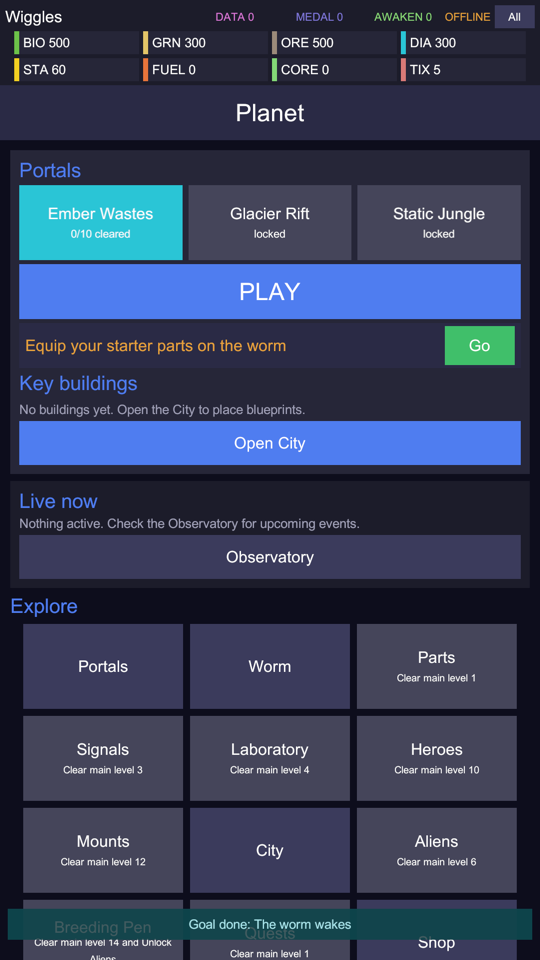 Wiggles DATA 0 MEDAL 0 AWAKEN 0 OFFLINE All
BIO 500 GRN 300 ORE 500 DIA 300
STA 60 FUEL 0 CORE 0 TIX 5
Planet
Portals
Ember Wastes Glacier Rift Static Jungle
0/10 cleared locked locked
PLAY
Equip your starter parts on the worm Go
Key buildings
No buildings yet. Open the City to place blueprints.
Open City
Live now
Nothing active. Check the Observatory for upcoming events.
Observatory
Explore
Portals Worm Parts
Clear main level 1
Signals Laboratory Heroes
Clear main level 3 Clear main level 4 Clear main level 10
Mounts City Aliens
Clear main level 12 Clear main level 6
Breeding Pen Quests Shop
Goal done: The worm wakes
Clear main level 14 and Unlock Aliens Clear main level 1